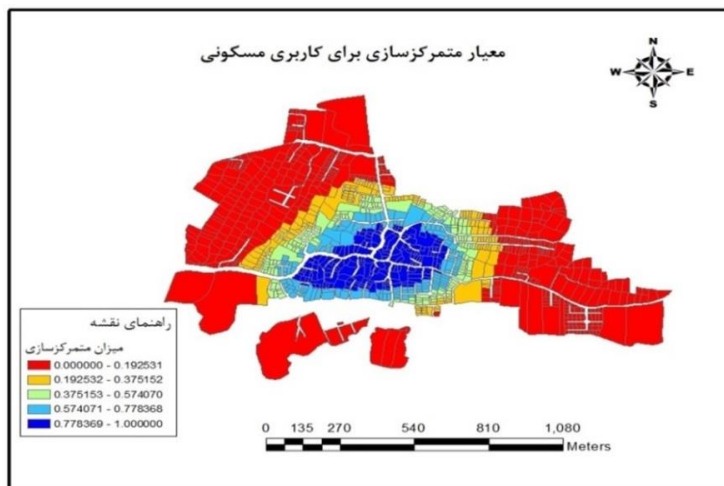 معیار متمرکزسازی برای کاربری مسکونی
N
W E
S
راهنمای نقشه
میزان متمرکزسازی
0.000000 - 0.192531
0.192532 - 0.375152
0.375153 - 0.574070
0.574071 - 0.778368
0.778369 - 1.000000
0 135 270 540 810 1,080
Meters